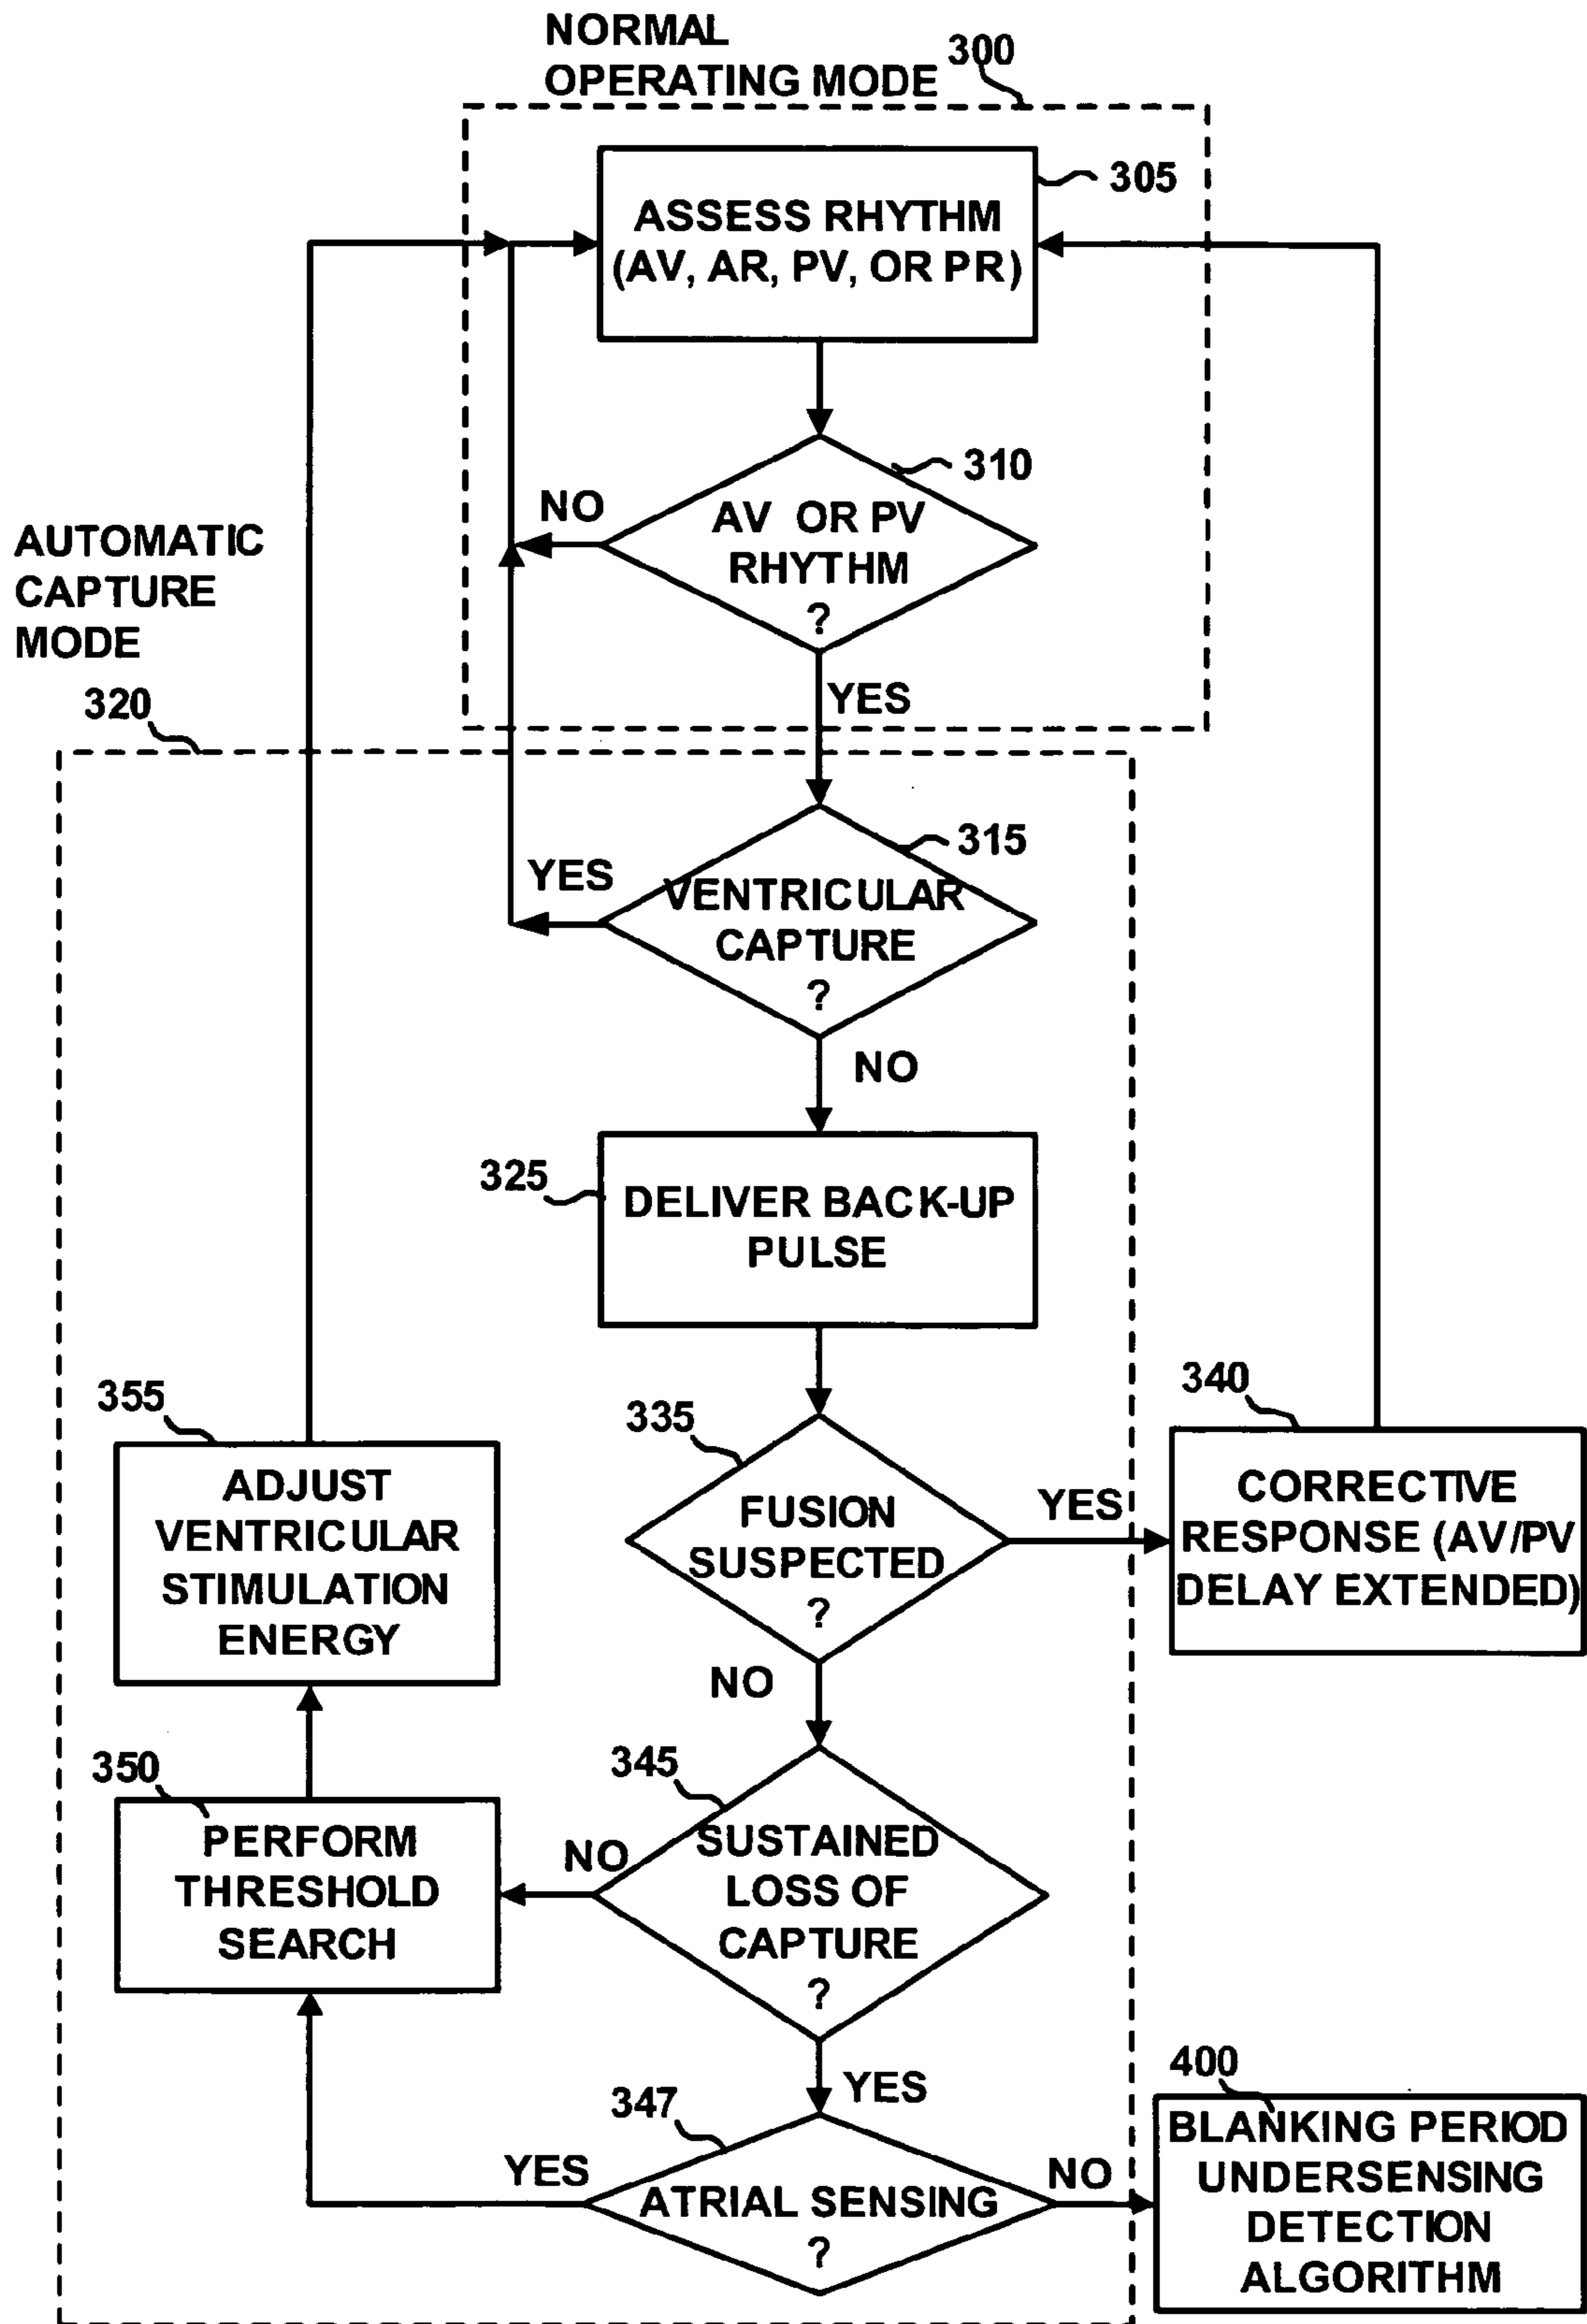 NORMAL
OPERATING MODE
300
305
ASSESS RHYTHM
(AV, AR, PV, OR PR)
310
NO
AV OR PV
RHYTHM
?
AUTOMATIC
CAPTURE
MODE
320
YES
315
YES
VENTRICULAR
CAPTURE
?
NO
325
DELIVER BACK-UP
PULSE
355
335
340
ADJUST
VENTRICULAR
STIMULATION
ENERGY
FUSION
SUSPECTED
?
YES
CORRECTIVE
RESPONSE (AV/PV
DELAY EXTENDED)
NO
350
345
PERFORM
THRESHOLD
SEARCH
NO
SUSTAINED
LOSS OF
CAPTURE
?
YES
347
400
YES
ATRIAL SENSING
?
NO
BLANKING PERIOD
UNDERSENSING
DETECTION
ALGORITHM